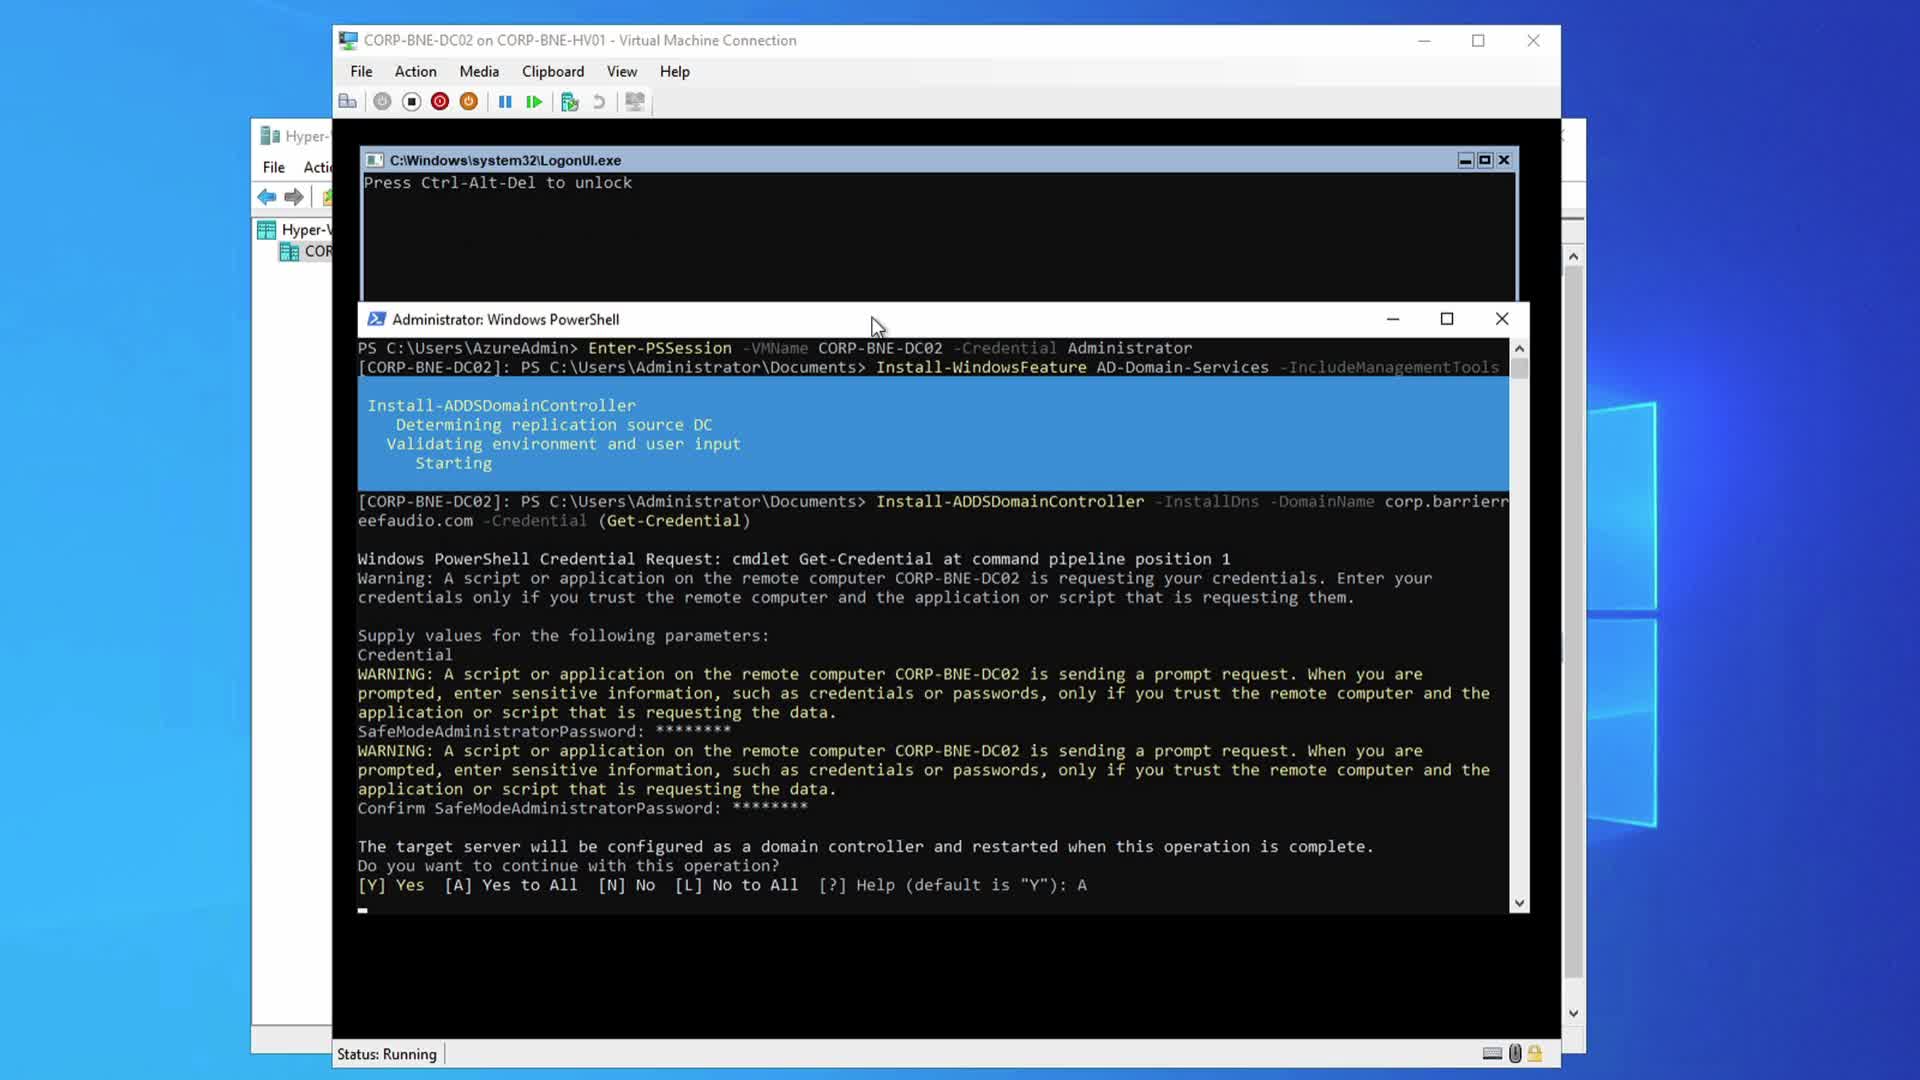 CORP-BNE-DC02 on CORP-BNE-HV01 - Virtual Machine Connection
File Action Media Clipboard View Help
Hyper-
File Acti
Hyper-V
COR
C:\Windows\system32\LogonUI.exe
Press Ctrl-Alt-Del to unlock
Administrator: Windows PowerShell
PS C:\Users\AzureAdmin> Enter-PSSession -VMName CORP-BNE-DC02 -Credential Administrator
[CORP-BNE-DC02]: PS C:\Users\Administrator\Documents> Install-WindowsFeature AD-Domain-Services -IncludeManagementTools
Install-ADDSDomainController
Determining replication source DC
Validating environment and user input
Starting
[CORP-BNE-DC02]: PS C:\Users\Administrator\Documents> Install-ADDSDomainController -InstallDns -DomainName corp.barrierr
eefaudio.com -Credential (Get-Credential)
Windows PowerShell Credential Request: cmdlet Get-Credential at command pipeline position 1
Warning: A script or application on the remote computer CORP-BNE-DC02 is requesting your credentials. Enter your
credentials only if you trust the remote computer and the application or script that is requesting them.
Supply values for the following parameters:
Credential
WARNING: A script or application on the remote computer CORP-BNE-DC02 is sending a prompt request. When you are
prompted, enter sensitive information, such as credentials or passwords, only if you trust the remote computer and the
application or script that is requesting the data.
SafeModeAdministratorPassword: ********
WARNING: A script or application on the remote computer CORP-BNE-DC02 is sending a prompt request. When you are
prompted, enter sensitive information, such as credentials or passwords, only if you trust the remote computer and the
application or script that is requesting the data.
Confirm SafeModeAdministratorPassword: ********
The target server will be configured as a domain controller and restarted when this operation is complete.
Do you want to continue with this operation?
[Y] Yes [A] Yes to All [N] No [L] No to All [?] Help (default is "Y"): A
Status: Running